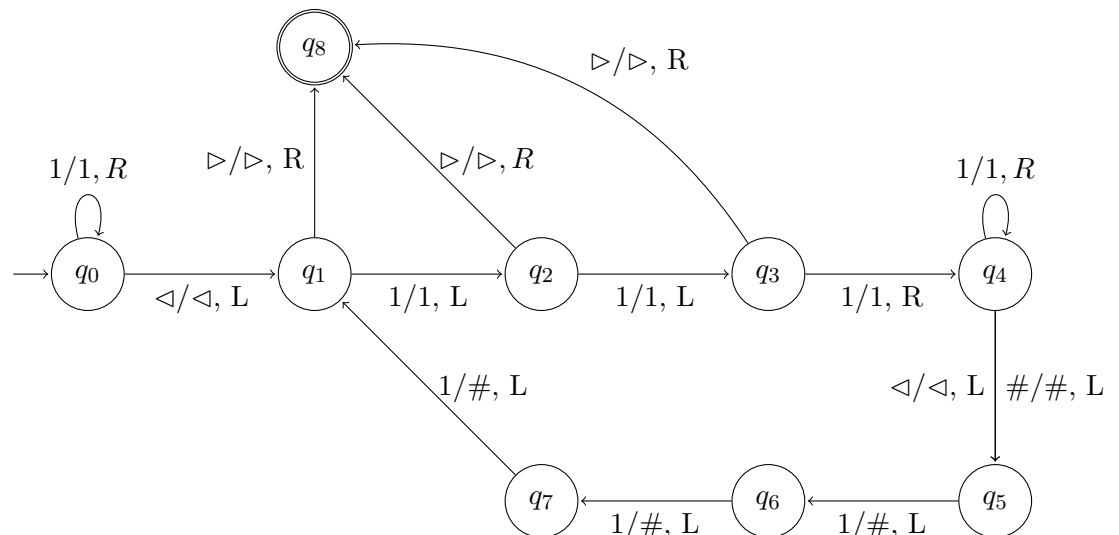 q8
▷/▷, R
1/1, R
▷/▷, R
▷/▷, R
1/1, R
q0
◁/◁, L
q1
1/1, L
q2
1/1, L
q3
1/1, R
q4
1/#, L
◁/◁, L
#/#, L
q7
1/#, L
q6
1/#, L
q5